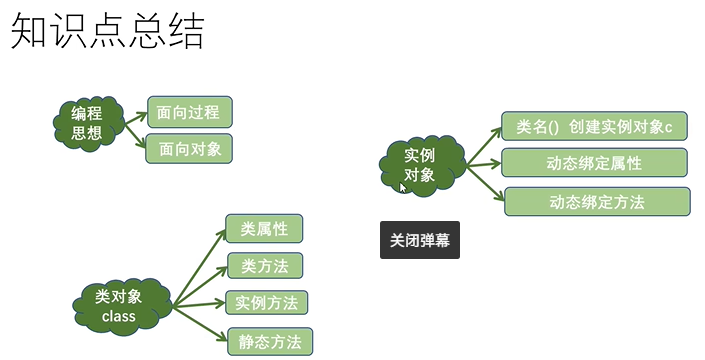 知识点总结
编程
思想
面向过程
面向对象
类对象
class
类属性
类方法
实例方法
静态方法
实例
对象
类名() 创建实例对象c
动态绑定属性
动态绑定方法
关闭弹幕